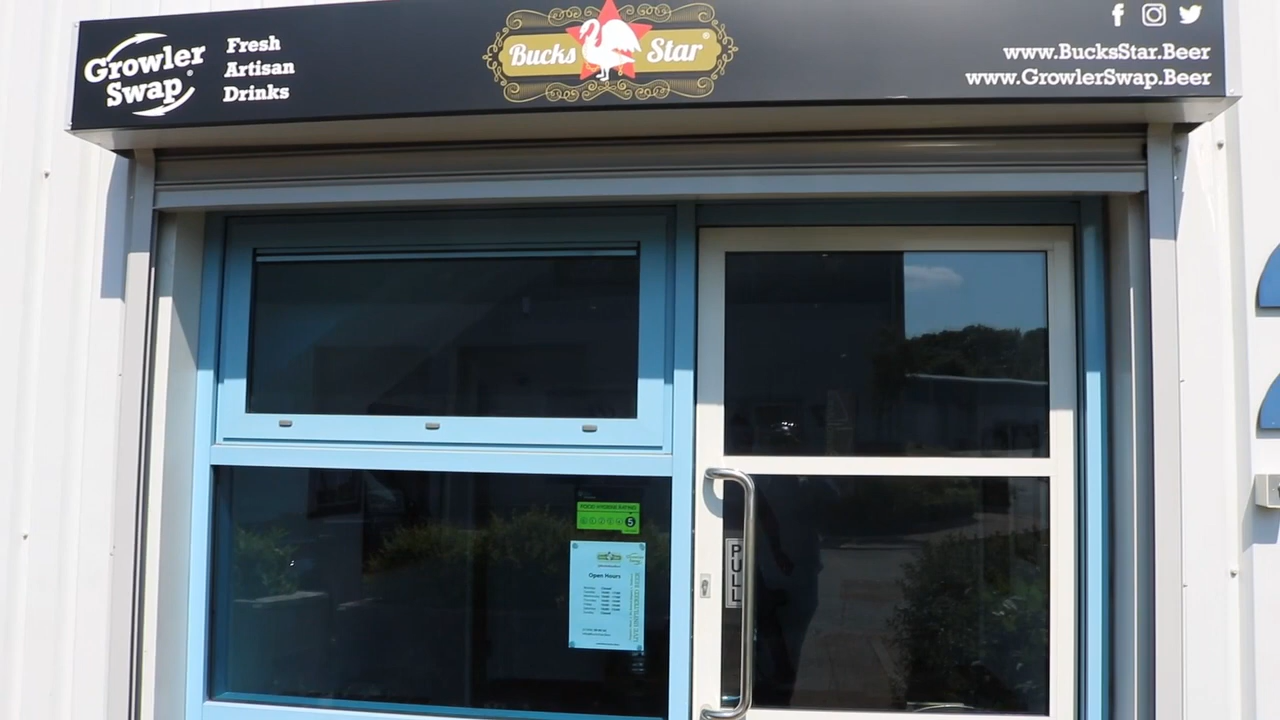 Growler
Swap®
Fresh
Artisan
Drinks
Bucks Star®
www.BucksStar.Beer
www.GrowlerSwap.Beer
FOOD HYGIENE RATING
5
Open Hours
PULL